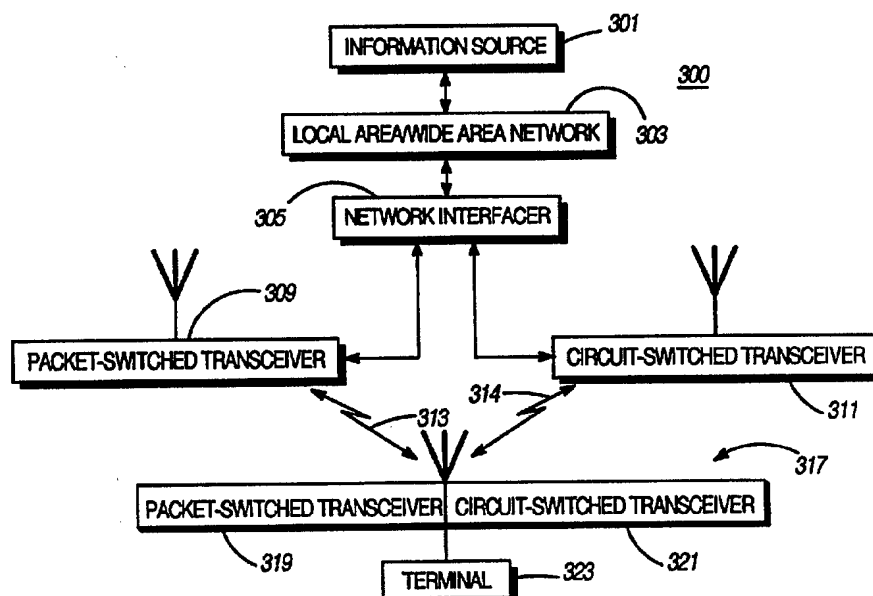 INFORMATION SOURCE
301
300
LOCAL AREA/WIDE AREA NETWORK
303
305
NETWORK INTERFACER
309
PACKET-SWITCHED TRANSCEIVER
CIRCUIT-SWITCHED TRANSCEIVER
311
313
314
317
PACKET-SWITCHED TRANSCEIVER
CIRCUIT-SWITCHED TRANSCEIVER
319
321
TERMINAL
323